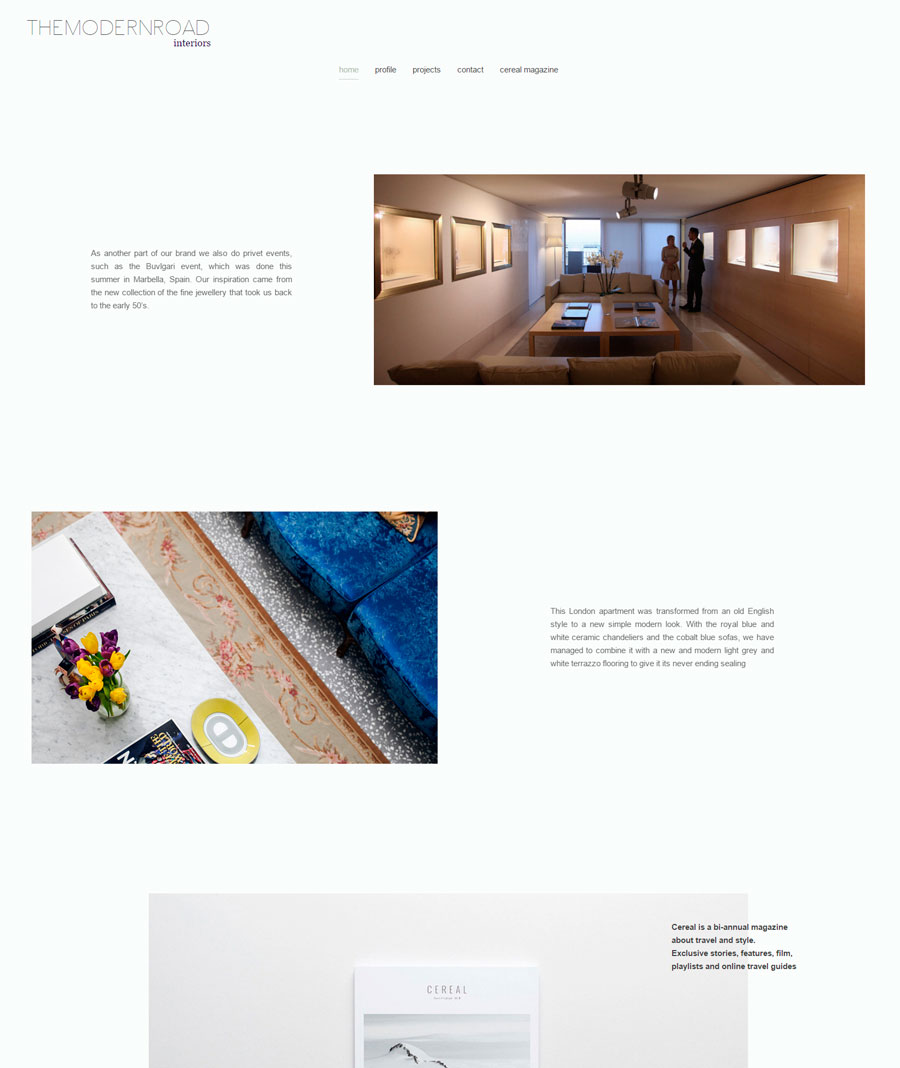 THEMODERNROAD
interiors
home profile projects contact cereal magazine
As another part of our brand we also do privet events,
such as the Buvlgari event, which was done this
summer in Marbella, Spain. Our inspiration came from
the new collection of the fine jewellery that took us back
to the early 50's.
This London apartment was transformed from an old English
style to a new simple modern look. With the royal blue and
white ceramic chandeliers and the cobalt blue sofas, we have
managed to combine it with a new and modern light grey and
white terrazzo flooring to give it its never ending sealing
Cereal is a bi-annual magazine
about travel and style.
Exclusive stories, features, film,
playlists and online travel guides
CEREAL